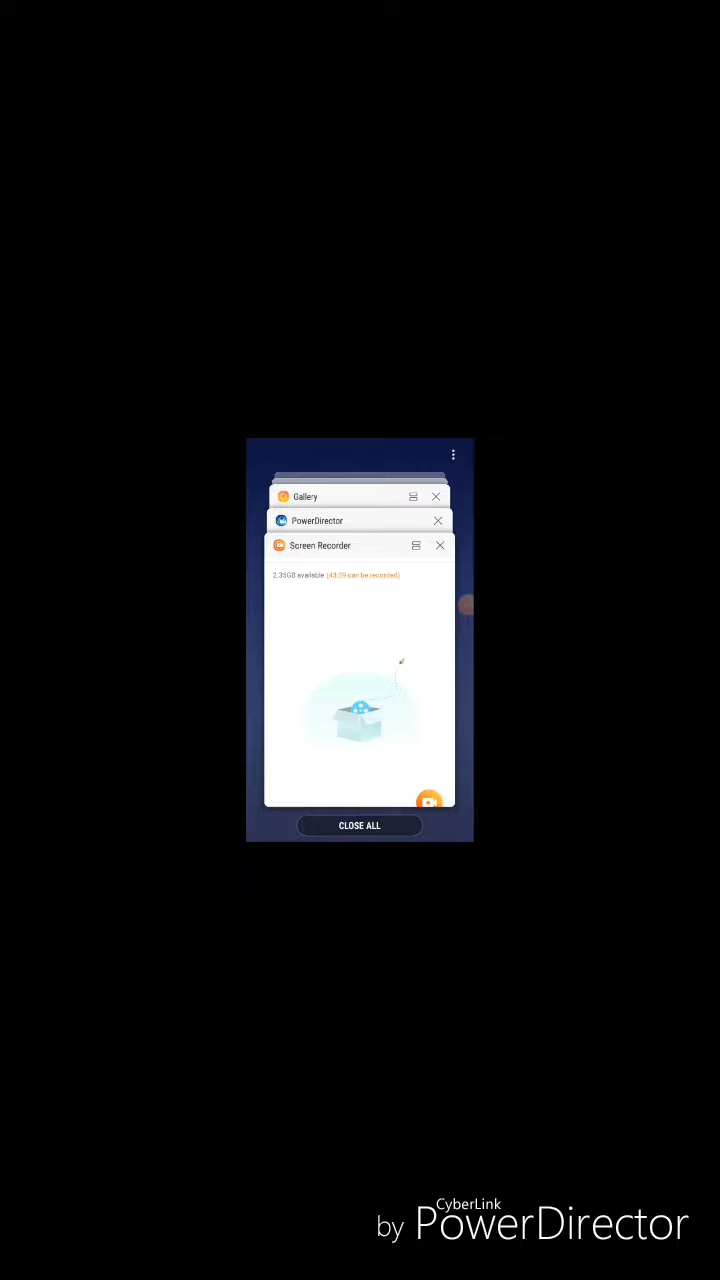 Gallery
PowerDirector
Screen Recorder
2.35GB available (43:29 can be recorded)
CLOSE ALL
CyberLink
by PowerDirector